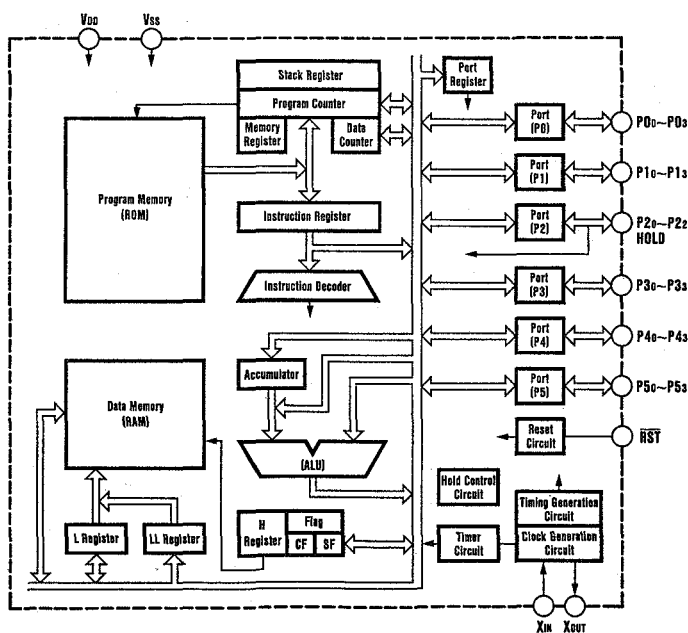 VDD
VSS
Stack Register
Program Counter
Memory
Register
Data
Counter
Port
Register
Program Memory
(ROM)
Instruction Register
Instruction Decoder
Port
(P0)
P00~P03
Port
(P1)
P10~P13
Port
(P2)
P20~P22
HOLD
Port
(P3)
P30~P33
Port
(P4)
P40~P43
Port
(P5)
P50~P53
Accumulator
Data Memory
(RAM)
(ALU)
Reset
Circuit
RST
Hold Control
Circuit
Timing Generation
Circuit
Clock Generation
Circuit
Timer
Circuit
L Register
LL Register
H
Register
Flag
CF
SF
XIN
XOUT